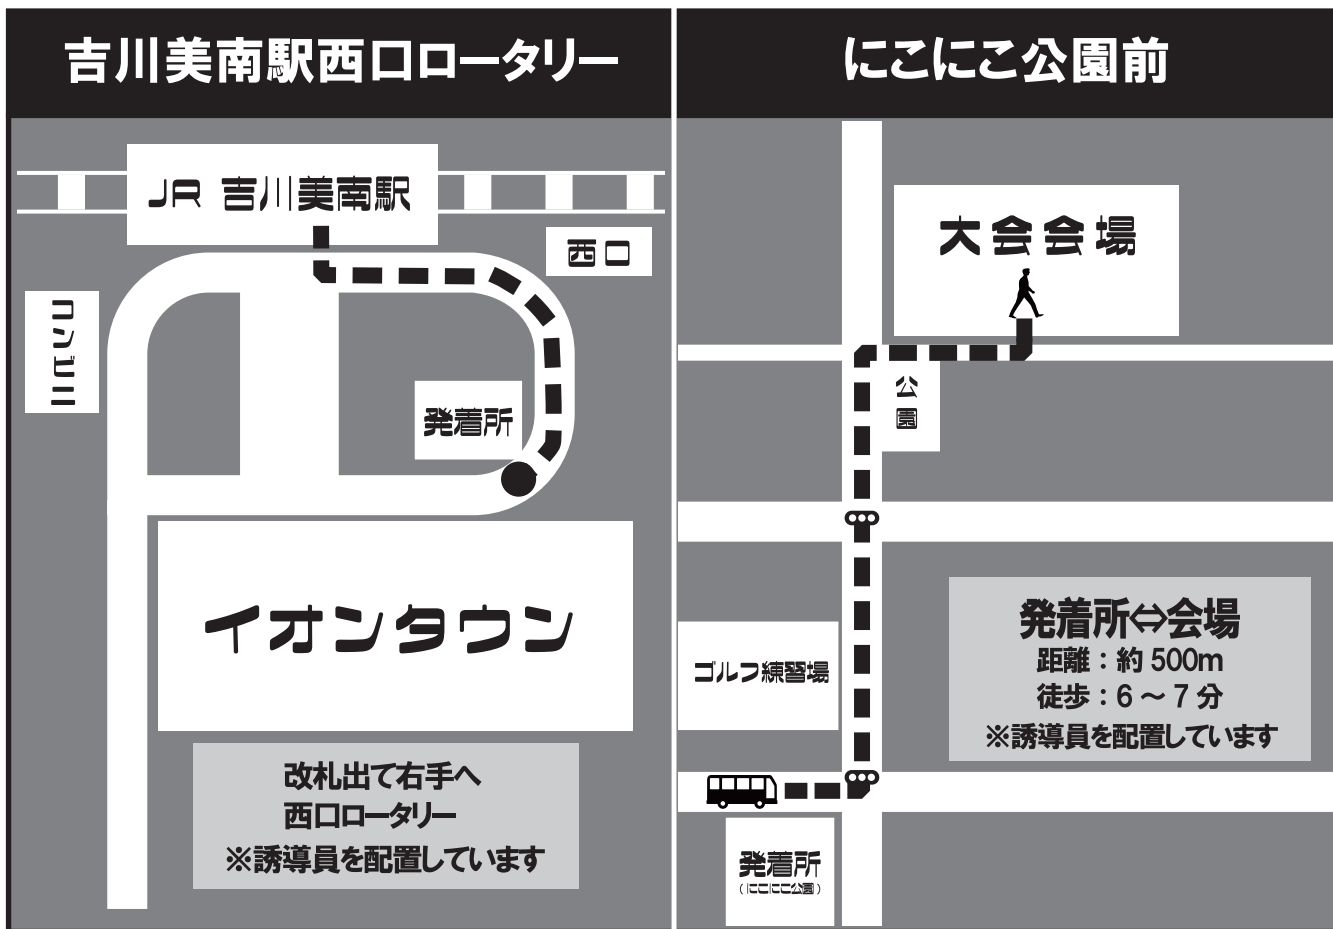 吉川美南駅西口ロータリー
JR 吉川美南駅
西口
コンビニ
発着所
イオンタウン
改札出て右手へ
西口ロータリー
※誘導員を配置しています
にこにこ公園前
大会会場
公園
ゴルフ練習場
発着所⇔会場
距離：約 500m
徒歩：6 〜 7 分
※誘導員を配置しています
発着所
（にこにこ公園）